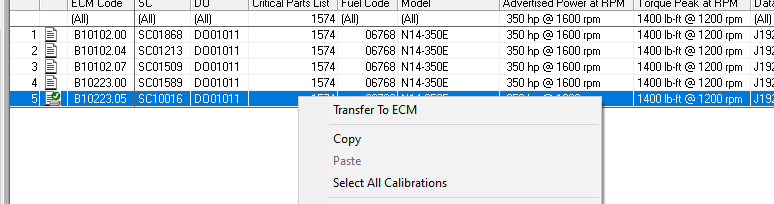 ECM Code SC DO Critical Parts List Fuel Code Model Advertised Power at RPM Torque Peak at RPM
(All) (All) (All) 1574 (All) (All) 350 hp @ 1600 rpm 1400 lb-ft @ 1200 rpm (All)
1 B10102.00 SC01868 DO01011 1574 06768 N14-350E 350 hp @ 1600 rpm 1400 lb-ft @ 1200 rpm J192
2 B10102.04 SC01213 DO01011 1574 06768 N14-350E 350 hp @ 1600 rpm 1400 lb-ft @ 1200 rpm J192
3 B10102.07 SC01509 DO01011 1574 06768 N14-350E 350 hp @ 1600 rpm 1400 lb-ft @ 1200 rpm J192
4 B10223.00 SC01589 DO01011 1574 06768 N14-350E 350 hp @ 1600 rpm 1400 lb-ft @ 1200 rpm J192
5 B10223.05 SC10016 DO01011 1400 lb-ft @ 1200 rpm J192
Transfer To ECM
Copy
Paste
Select All Calibrations